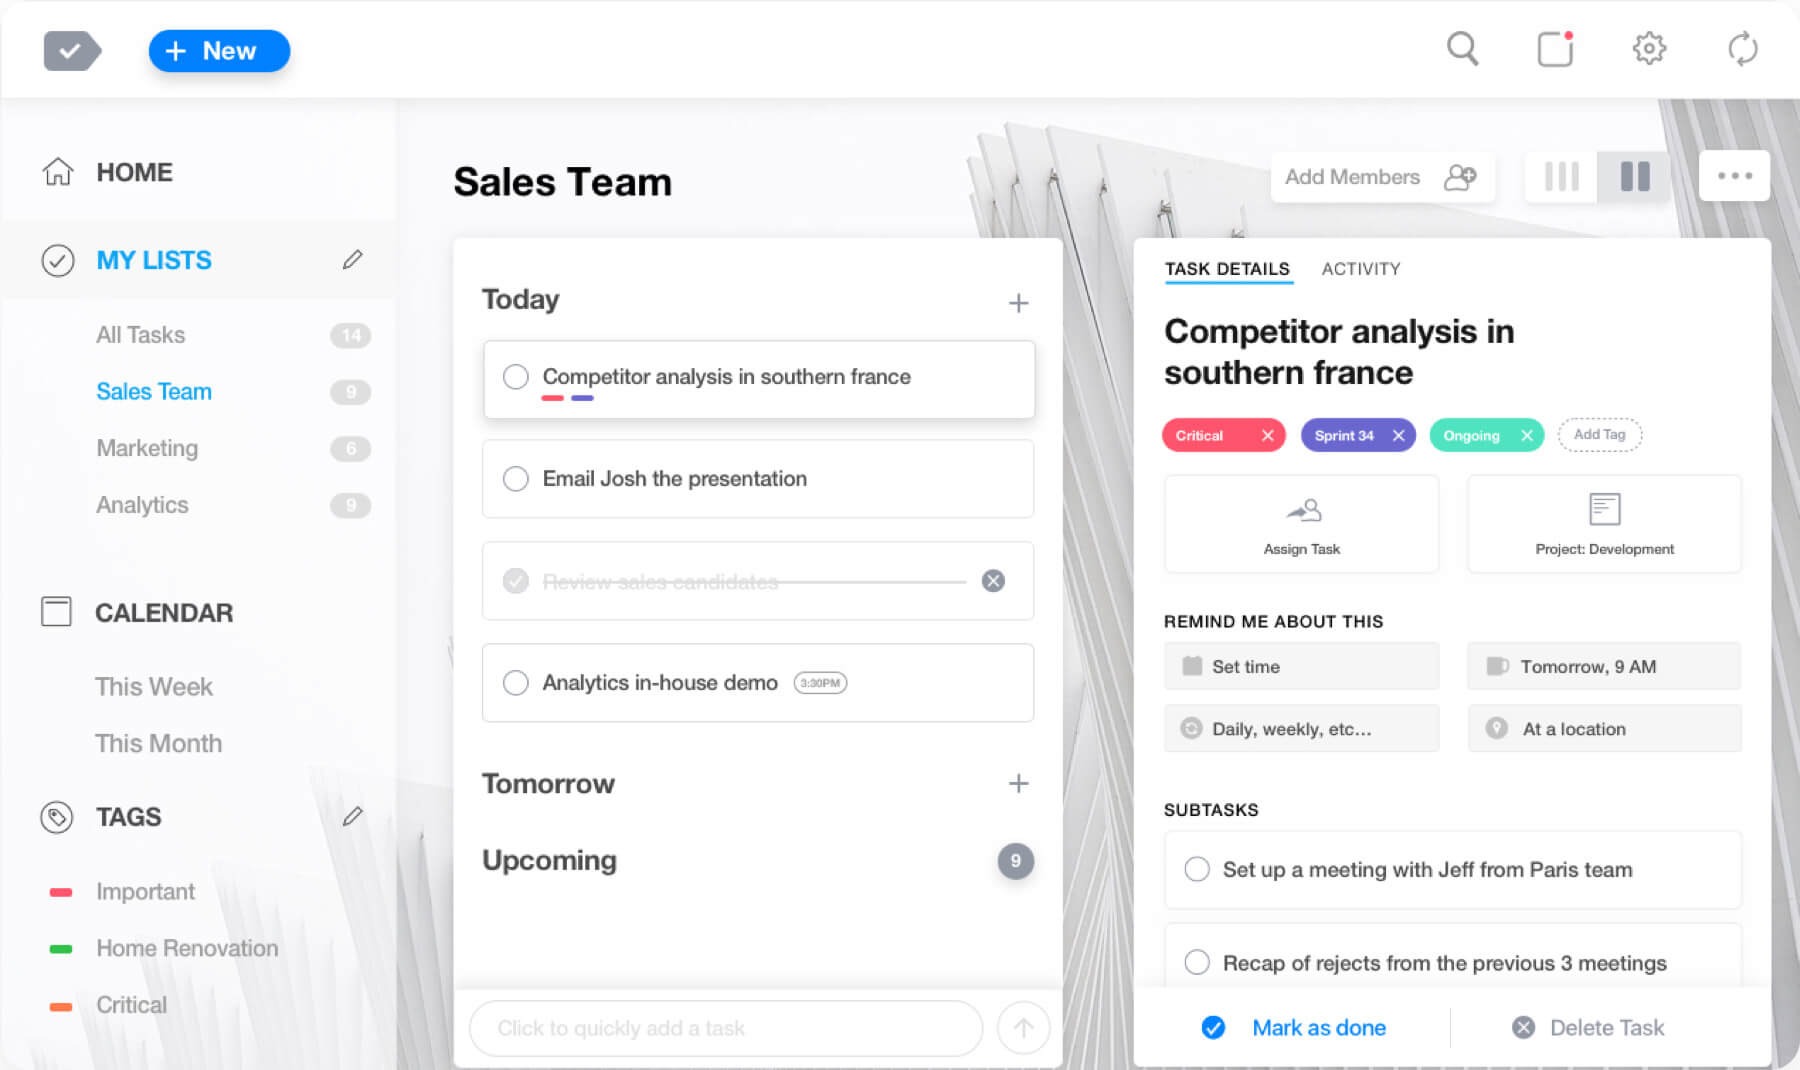 + New
HOME
MY LISTS
All Tasks 14
Sales Team 9
Marketing 6
Analytics 9
CALENDAR
This Week
This Month
TAGS
Important
Home Renovation
Critical
Sales Team
Add Members
Today +
Competitor analysis in southern france
Email Josh the presentation
Review sales candidates
Analytics in-house demo 3:30PM
Tomorrow +
Upcoming 9
Click to quickly add a task
TASK DETAILS ACTIVITY
Competitor analysis in
southern france
Critical Sprint 34 Ongoing Add Tag
Assign Task Project: Development
REMIND ME ABOUT THIS
Set time Tomorrow, 9 AM
Daily, weekly, etc... At a location
SUBTASKS
Set up a meeting with Jeff from Paris team
Recap of rejects from the previous 3 meetings
Mark as done Delete Task